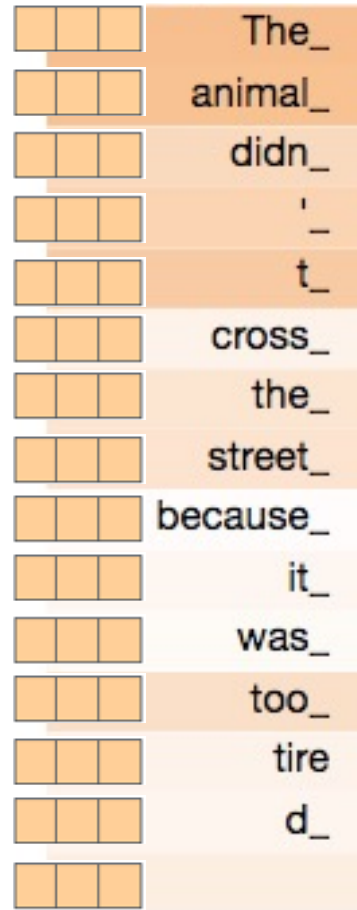 The_
animal_
didn_
'_
t_
cross_
the_
street_
because_
it_
was_
too_
tire
d_